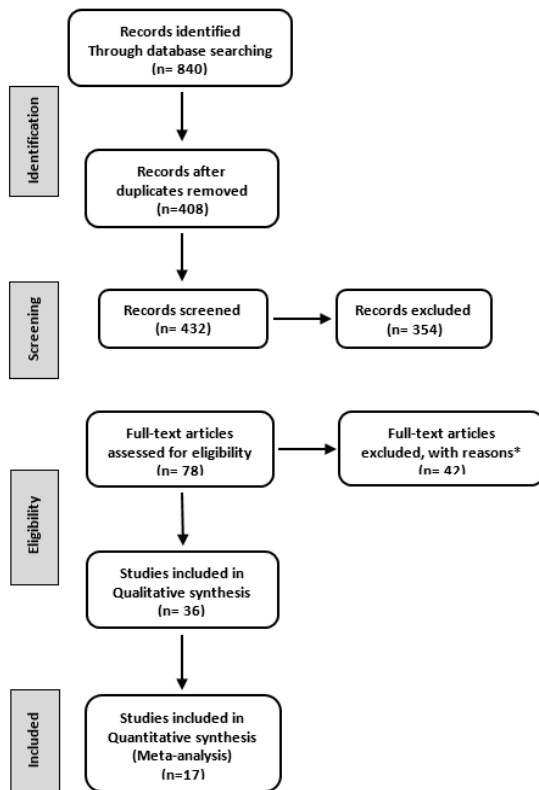 Records identified
Through database searching
(n= 840)
Identification
Records after
duplicates removed
(n=408)
Screening
Records screened
(n= 432)
Records excluded
(n= 354)
Eligibility
Full-text articles
assessed for eligibility
(n= 78)
Full-text articles
excluded, with reasons*
(n= 42)
Studies included in
Qualitative synthesis
(n= 36)
Included
Studies included in
Quantitative synthesis
(Meta-analysis)
(n=17)